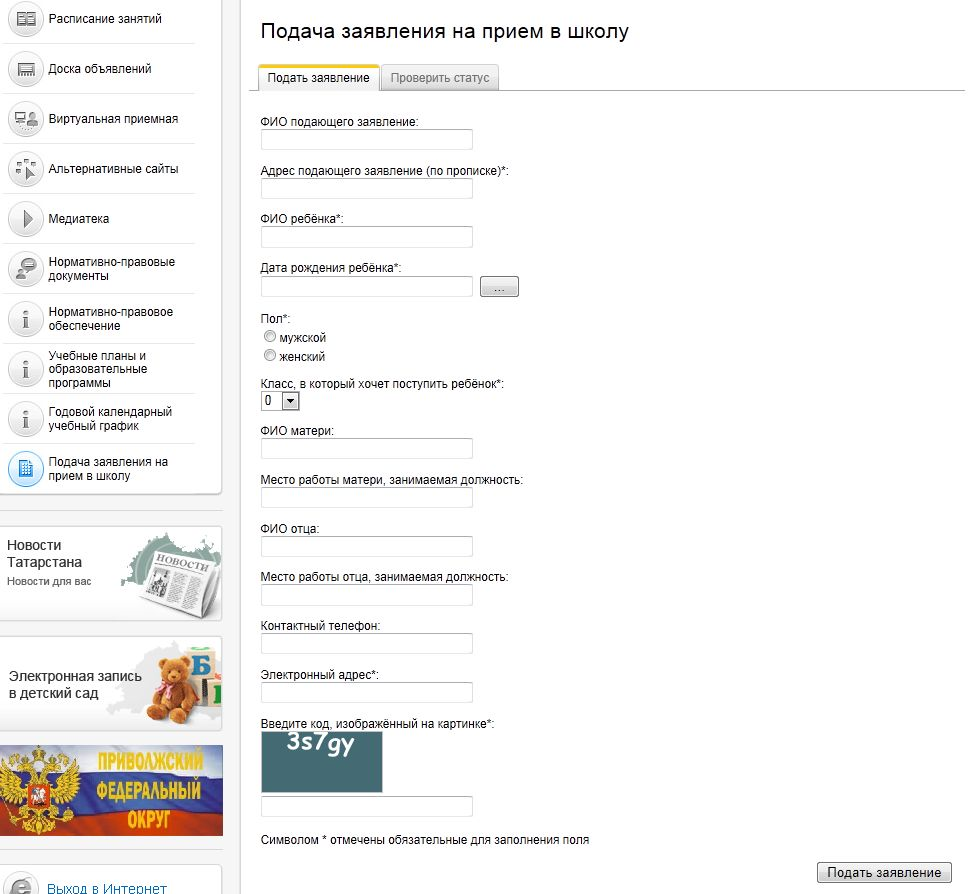 Расписание занятий
Доска объявлений
Виртуальная приемная
Альтернативные сайты
Медиатека
Нормативно-правовые
документы
Нормативно-правовое
обеспечение
Учебные планы и
образовательные
программы
Годовой календарный
учебный график
Подача заявления на
прием в школу
Новости
Татарстана
Новости для вас
НОВОСТИ
Электронная запись
в детский сад
Б
ПРИВОЛЖСКИЙ
ФЕДЕРАЛЬНЫЙ
ОКРУГ
Выход в Интернет
Подача заявления на прием в школу
Подать заявление
Проверить статус
ФИО подающего заявление:
Адрес подающего заявление (по прописке)*:
ФИО ребёнка*:
Дата рождения ребёнка*:
...
Пол*:
мужской
женский
Класс, в который хочет поступить ребёнок*:
0
ФИО матери:
Место работы матери, занимаемая должность:
ФИО отца:
Место работы отца, занимаемая должность:
Контактный телефон:
Электронный адрес*:
Введите код, изображённый на картинке*:
3s7gy
Символом * отмечены обязательные для заполнения поля
Подать заявление